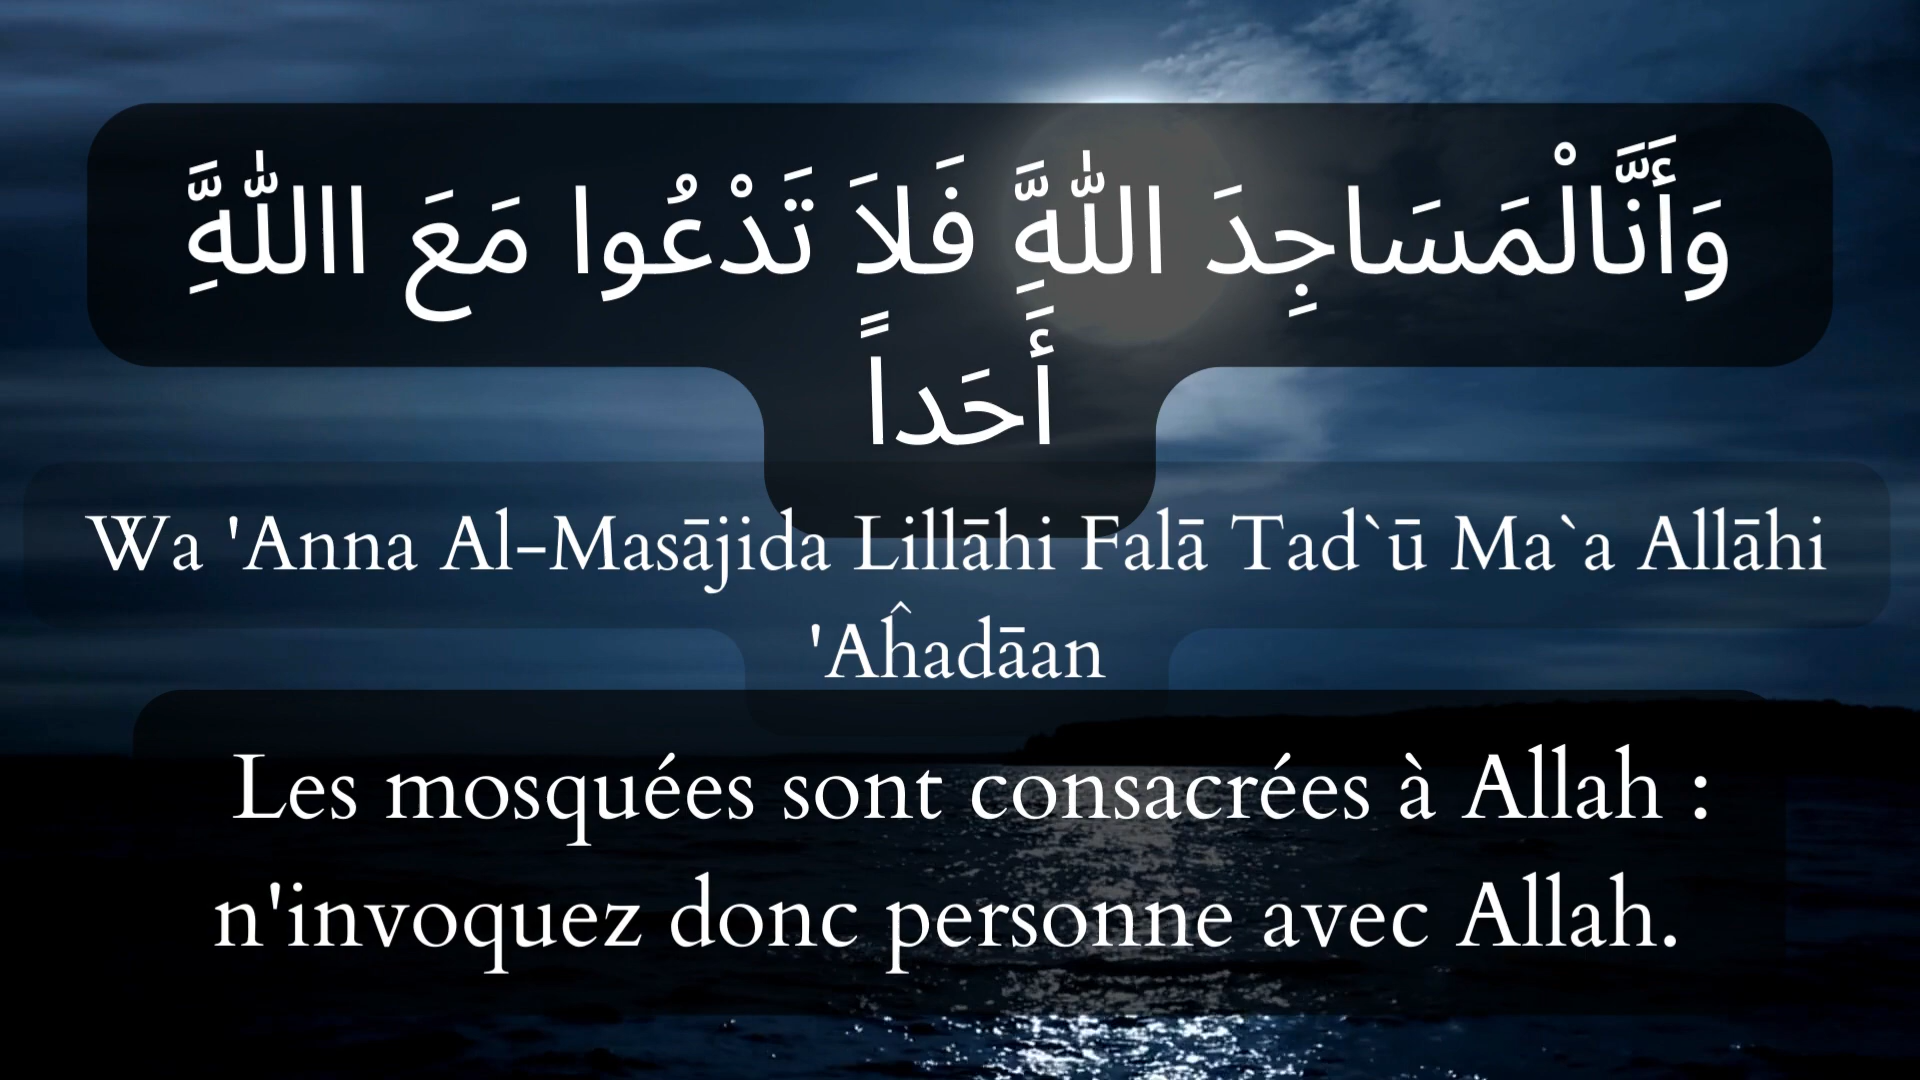 وَأَنَّالْمَسَاجِدَ اللَّهِ فَلاَ تَدْعُوا مَعَ االلَّهِ
أَحَداً
Wa 'Anna Al-Masājida Lillāhi Falā Tad`ū Ma`a Allāhi
'Aĥadāan
Les mosquées sont consacrées à Allah :
n'invoquez donc personne avec Allah.